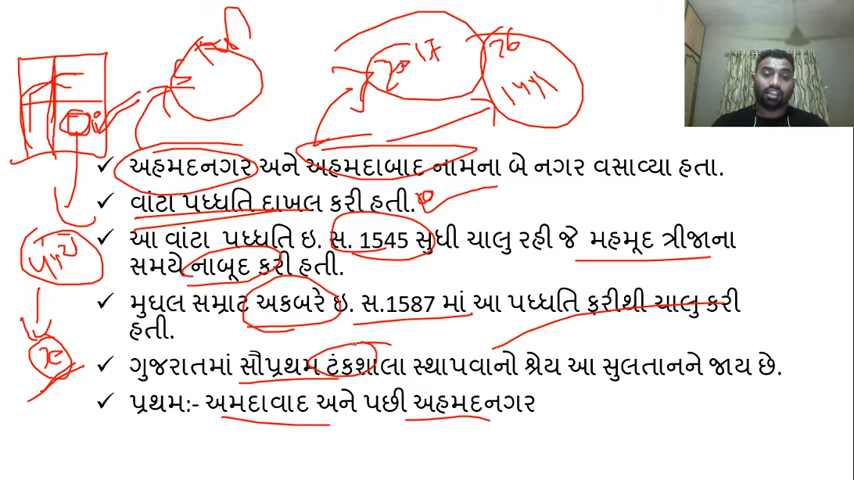 અહમદનગર અને અહમદાબાદ નામના બે નગર વસાવ્યા હતા.
વાંટા પધ્ધતિ દાખલ કરી હતી.
આ વાંટા પધ્ધતિ ઇ. સ. 1545 સુધી ચાલુ રહી જે મહમૂદ ત્રીજાના
સમયે નાબૂદ કરી હતી.
મુઘલ સમ્રાટ અકબરે ઇ. સ.1587 માં આ પધ્ધતિ ફરીથી ચાલુ કરી
હતી.
ગુજરાતમાં સૌપ્રથમ ટંકશાલા સ્થાપવાનો શ્રેય આ સુલતાનને જાય છે.
પ્રથમ:- અમદાવાદ અને પછી અહમદનગર